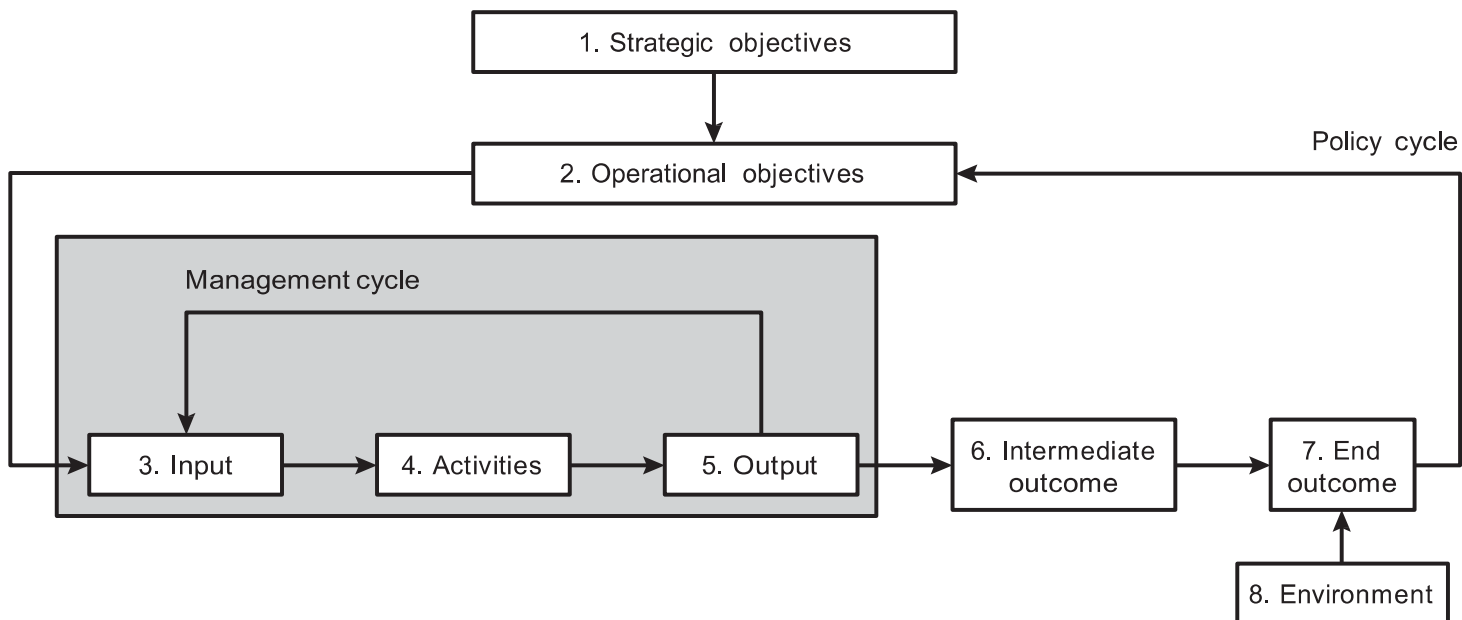 1. Strategic objectives
Policy cycle
2. Operational objectives
Management cycle
3. Input
4. Activities
5. Output
6. Intermediate
outcome
7. End
outcome
8. Environment